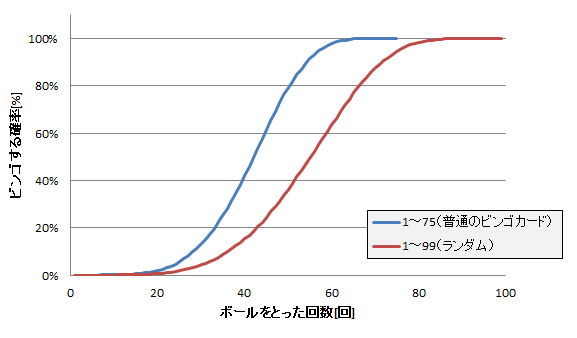 100%
80%
60%
40%
20%
0%
ビンゴする確率[%]
0 20 40 60 80 100
ボールをとった回数[回]
1～75(普通のビンゴカード)
1～99(ランダム)